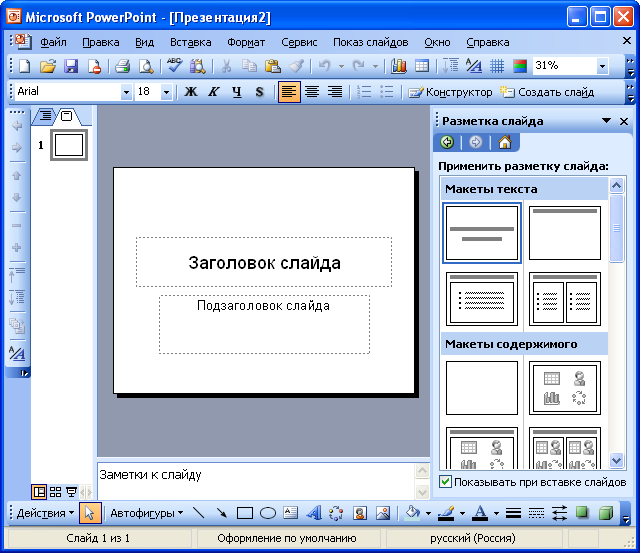 Microsoft PowerPoint - [Презентация2]
Файл Правка Вид Вставка Формат Сервис Показ слайдов Окно Справка
ABC 31%
Arial 18 Ж К Ч S Конструктор Создать слайд
Разметка слайда
1
Применить разметку слайда:
Макеты текста
Заголовок слайда
Подзаголовок слайда
Макеты содержимого
Заметки к слайду
Показывать при вставке слайдов
Действия Автофигуры
Слайд 1 из 1 Оформление по умолчанию русский (Россия)